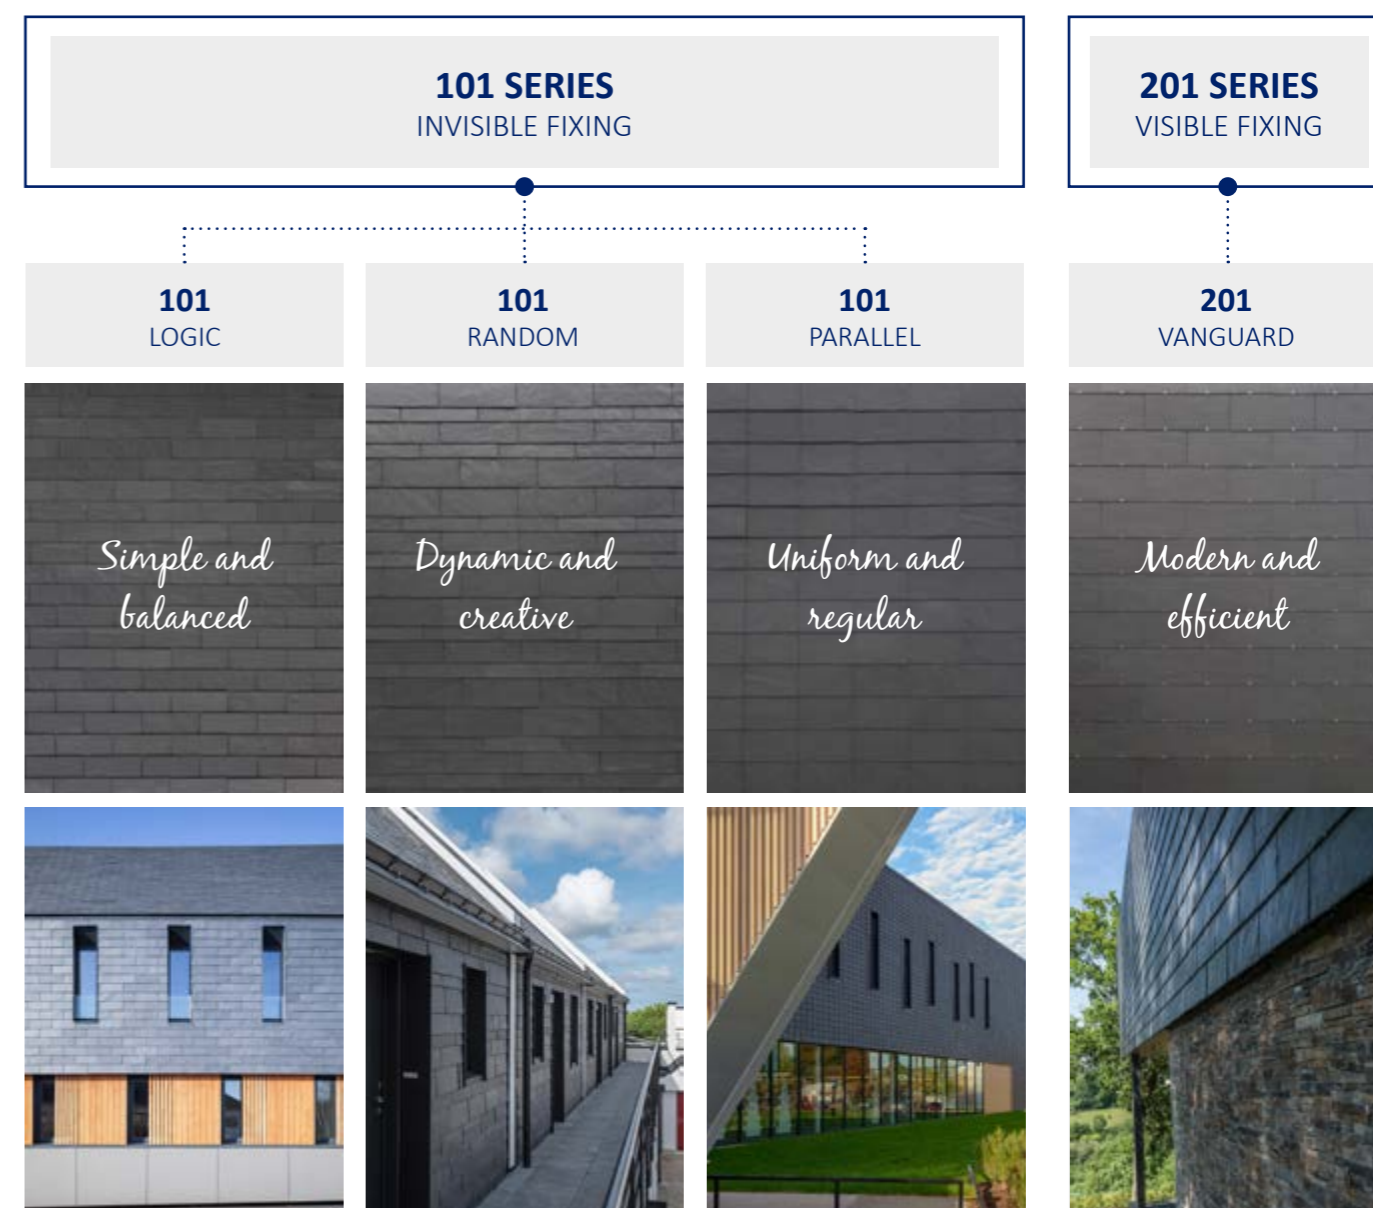 101 SERIES
INVISIBLE FIXING
201 SERIES
VISIBLE FIXING
101
LOGIC
101
RANDOM
101
PARALLEL
201
VANGUARD
Simple and
balanced
Dynamic and
creative
Uniform and
regular
Modern and
efficient